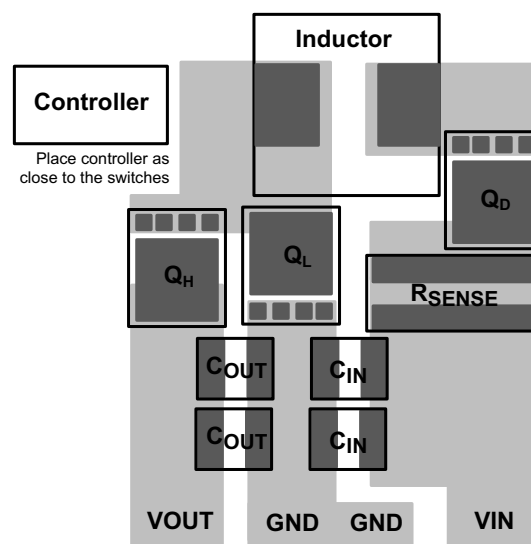 Inductor
Controller
Place controller as
close to the switches
QD
QH
QL
RSENSE
COUT
CIN
COUT
CIN
VOUT
GND
GND
VIN